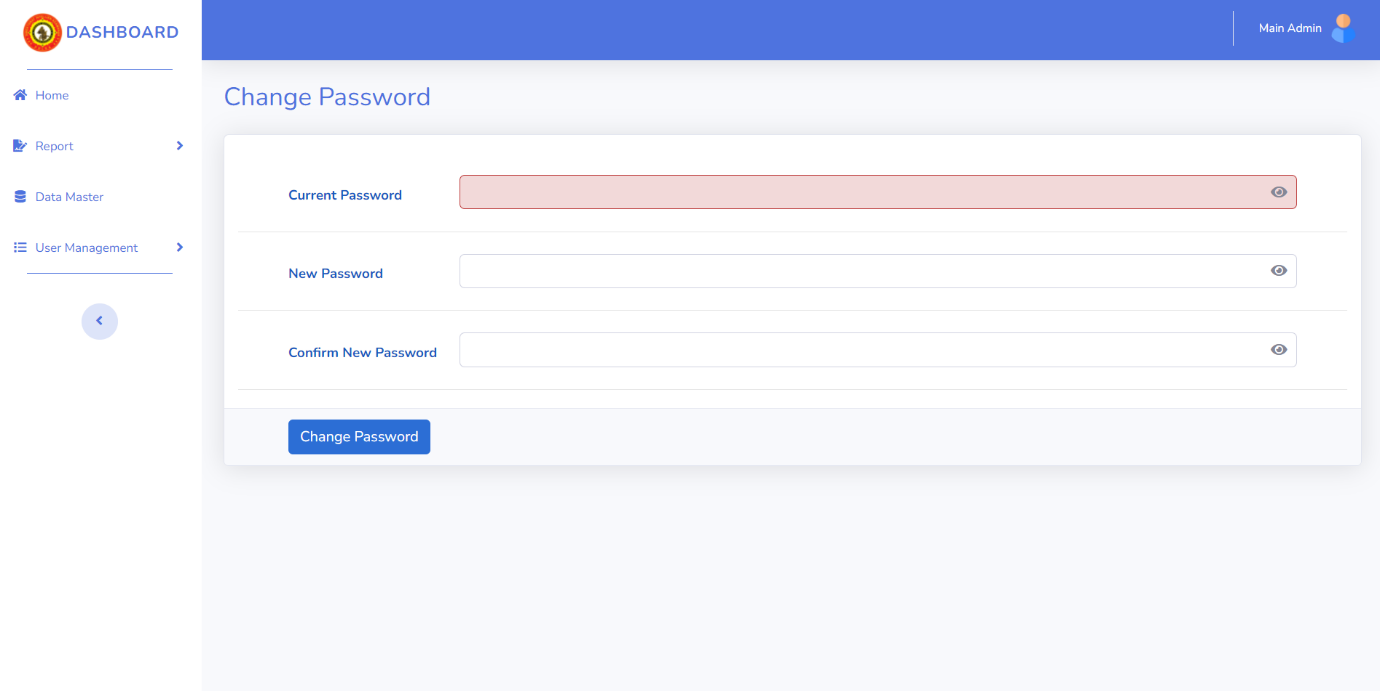 DASHBOARD
Main Admin
Home
Report
Data Master
User Management
Change Password
Current Password
New Password
Confirm New Password
Change Password